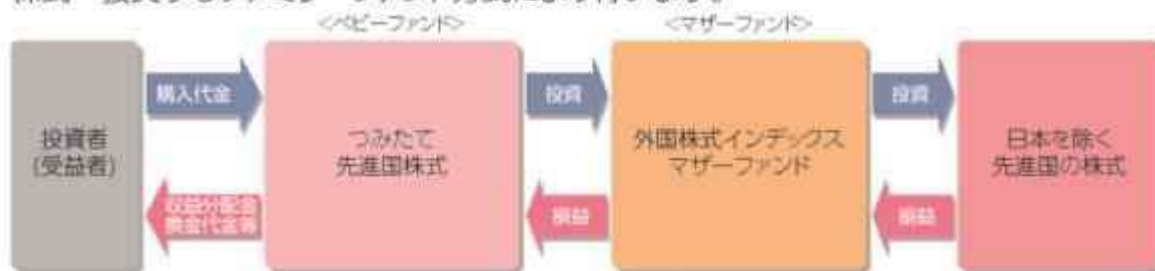 <ベビーファンド>
<マザーファンド>
購入代金
投資
投資
投資者
(受益者)
つみたて
先進国株式
外国株式インデックス
マザーファンド
日本を除く
先進国の株式
収益分配金
換金代金等
損益
損益